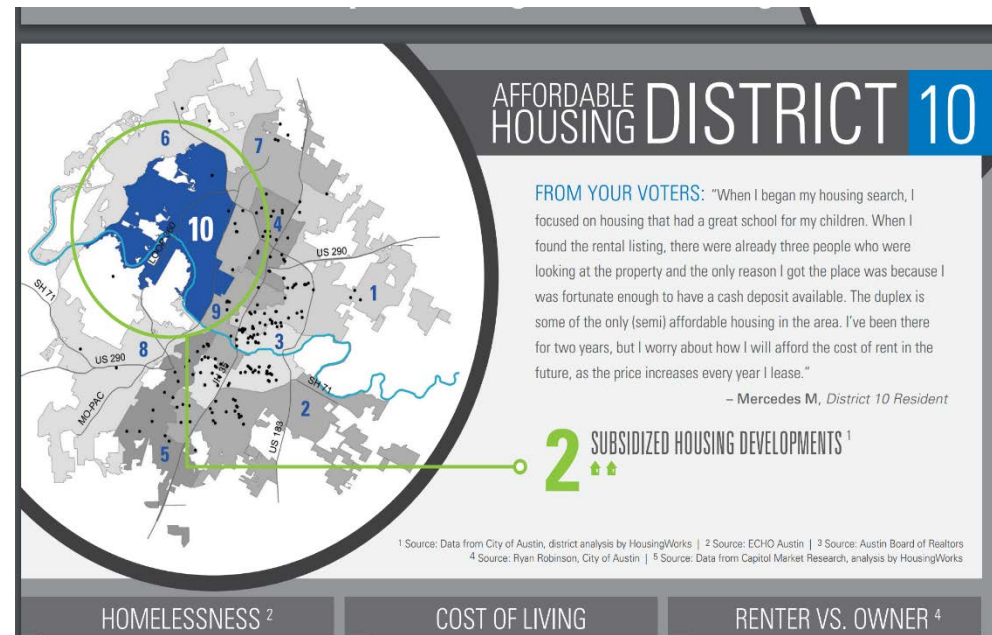 AFFORDABLE
HOUSING
DISTRICT 10
FROM YOUR VOTERS: "When I began my housing search, I
focused on housing that had a great school for my children. When I
found the rental listing, there were already three people who were
looking at the property and the only reason I got the place was because I
was fortunate enough to have a cash deposit available. The duplex is
some of the only (semi) affordable housing in the area. I've been there
for two years, but I worry about how I will afford the cost of rent in the
future, as the price increases every year I lease."
– Mercedes M, District 10 Resident
2 SUBSIDIZED HOUSING DEVELOPMENTS 1
6
7
10
4
US 290
1
SH 71
9
3
8
US 290
IH 35
SH 71
MO-PAC
2
US 183
5
1 Source: Data from City of Austin, district analysis by HousingWorks | 2 Source: ECHO Austin | 3 Source: Austin Board of Realtors
4 Source: Ryan Robinson, City of Austin | 5 Source: Data from Capitol Market Research, analysis by HousingWorks
HOMELESSNESS 2
COST OF LIVING
RENTER VS. OWNER 4